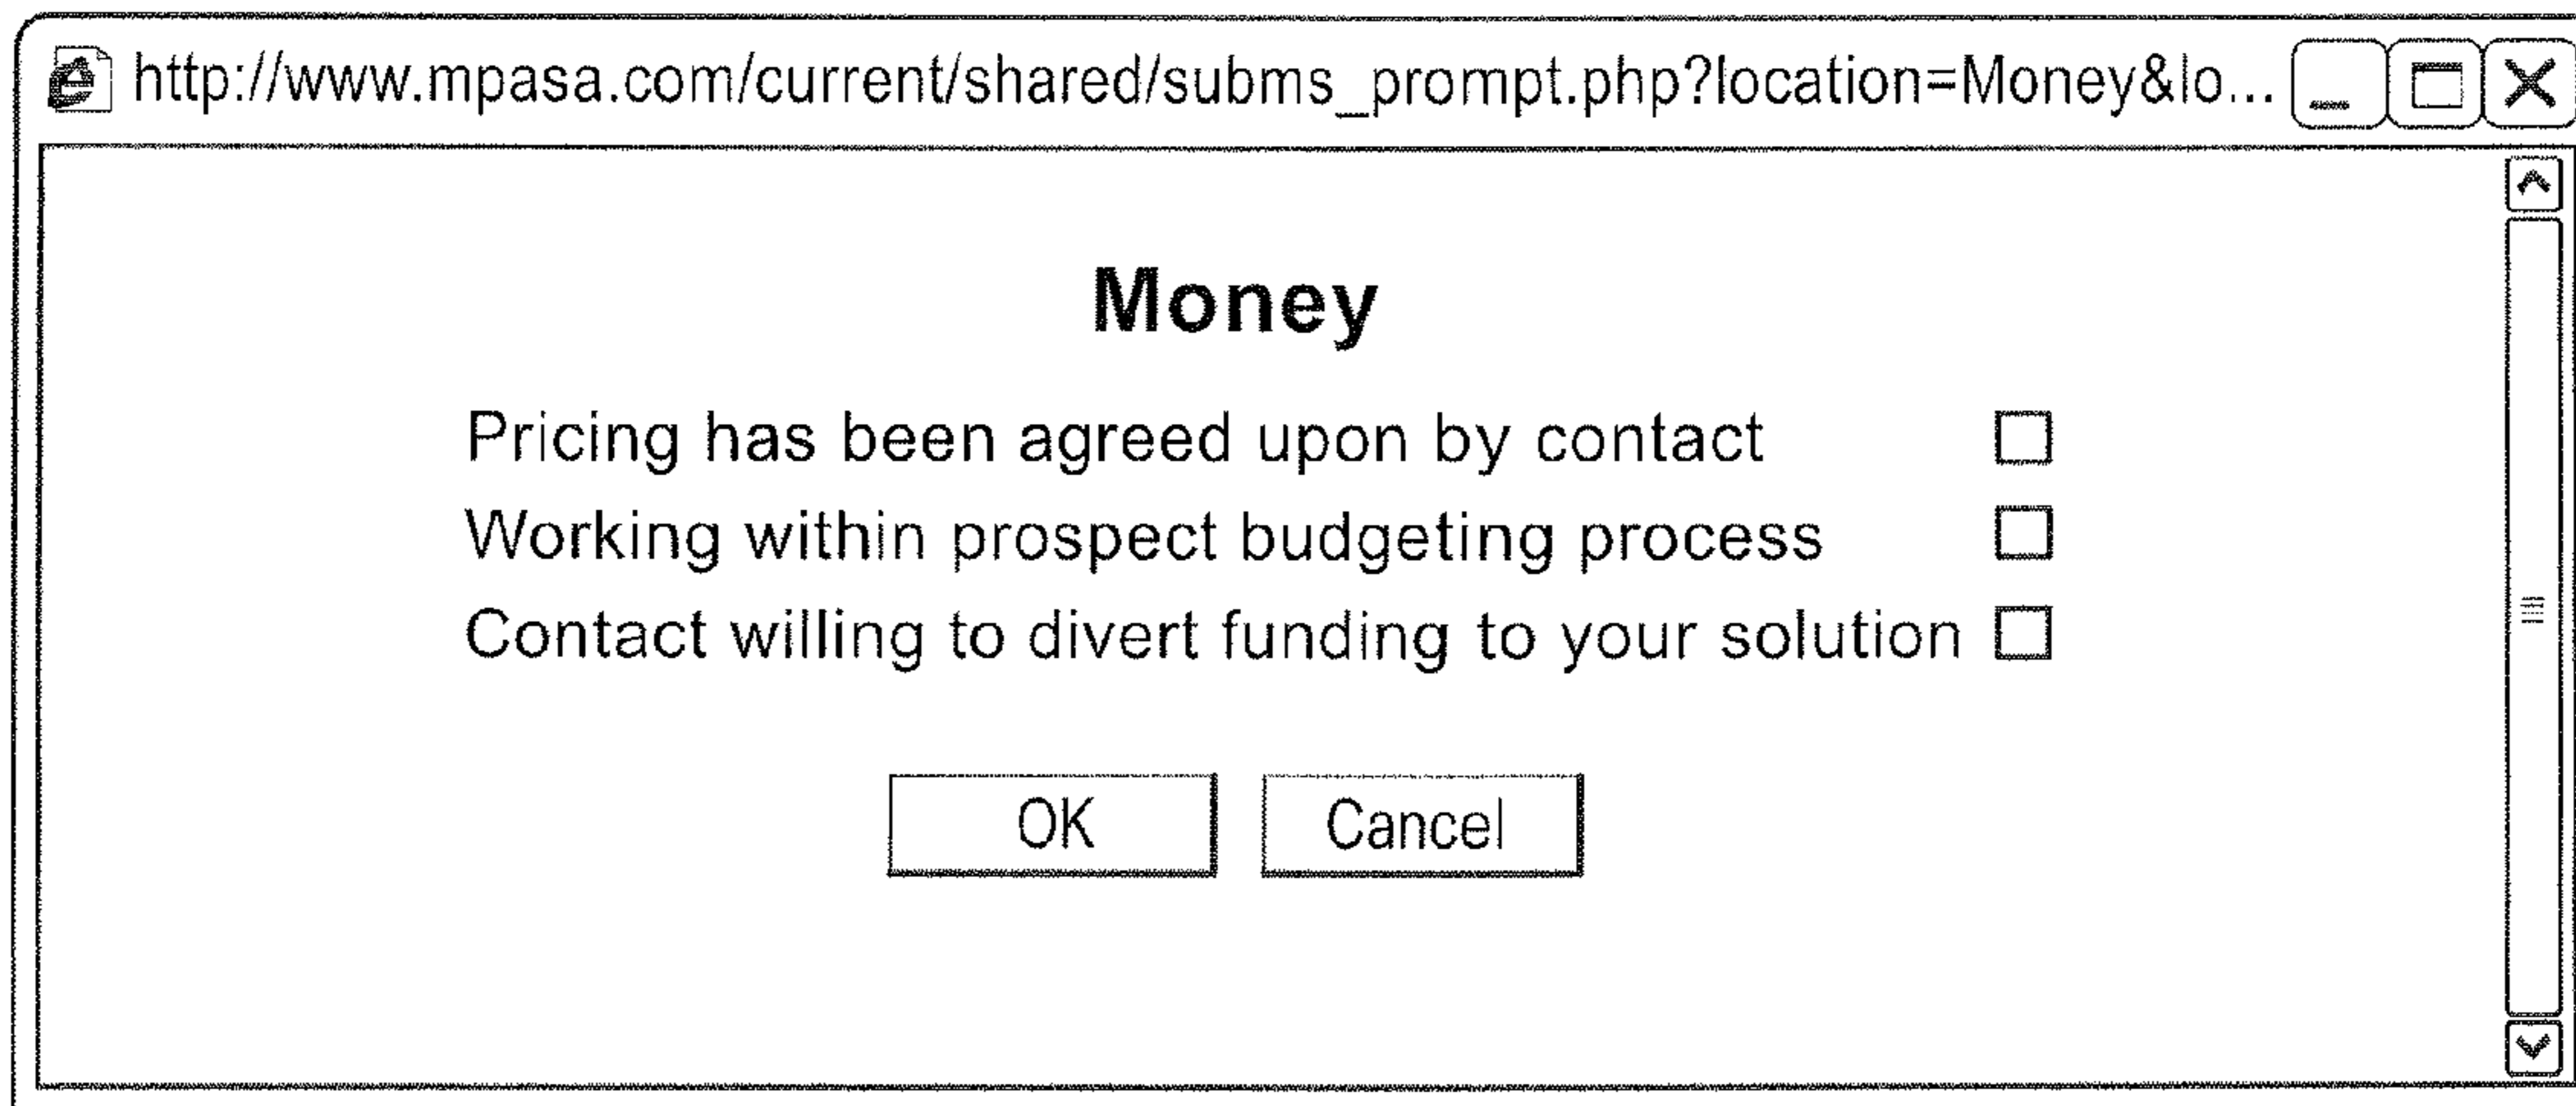 http://www.mpasa.com/current/shared/subms_prompt.php?location=Money&lo...
Money
Pricing has been agreed upon by contact
Working within prospect budgeting process
Contact willing to divert funding to your solution
OK Cancel